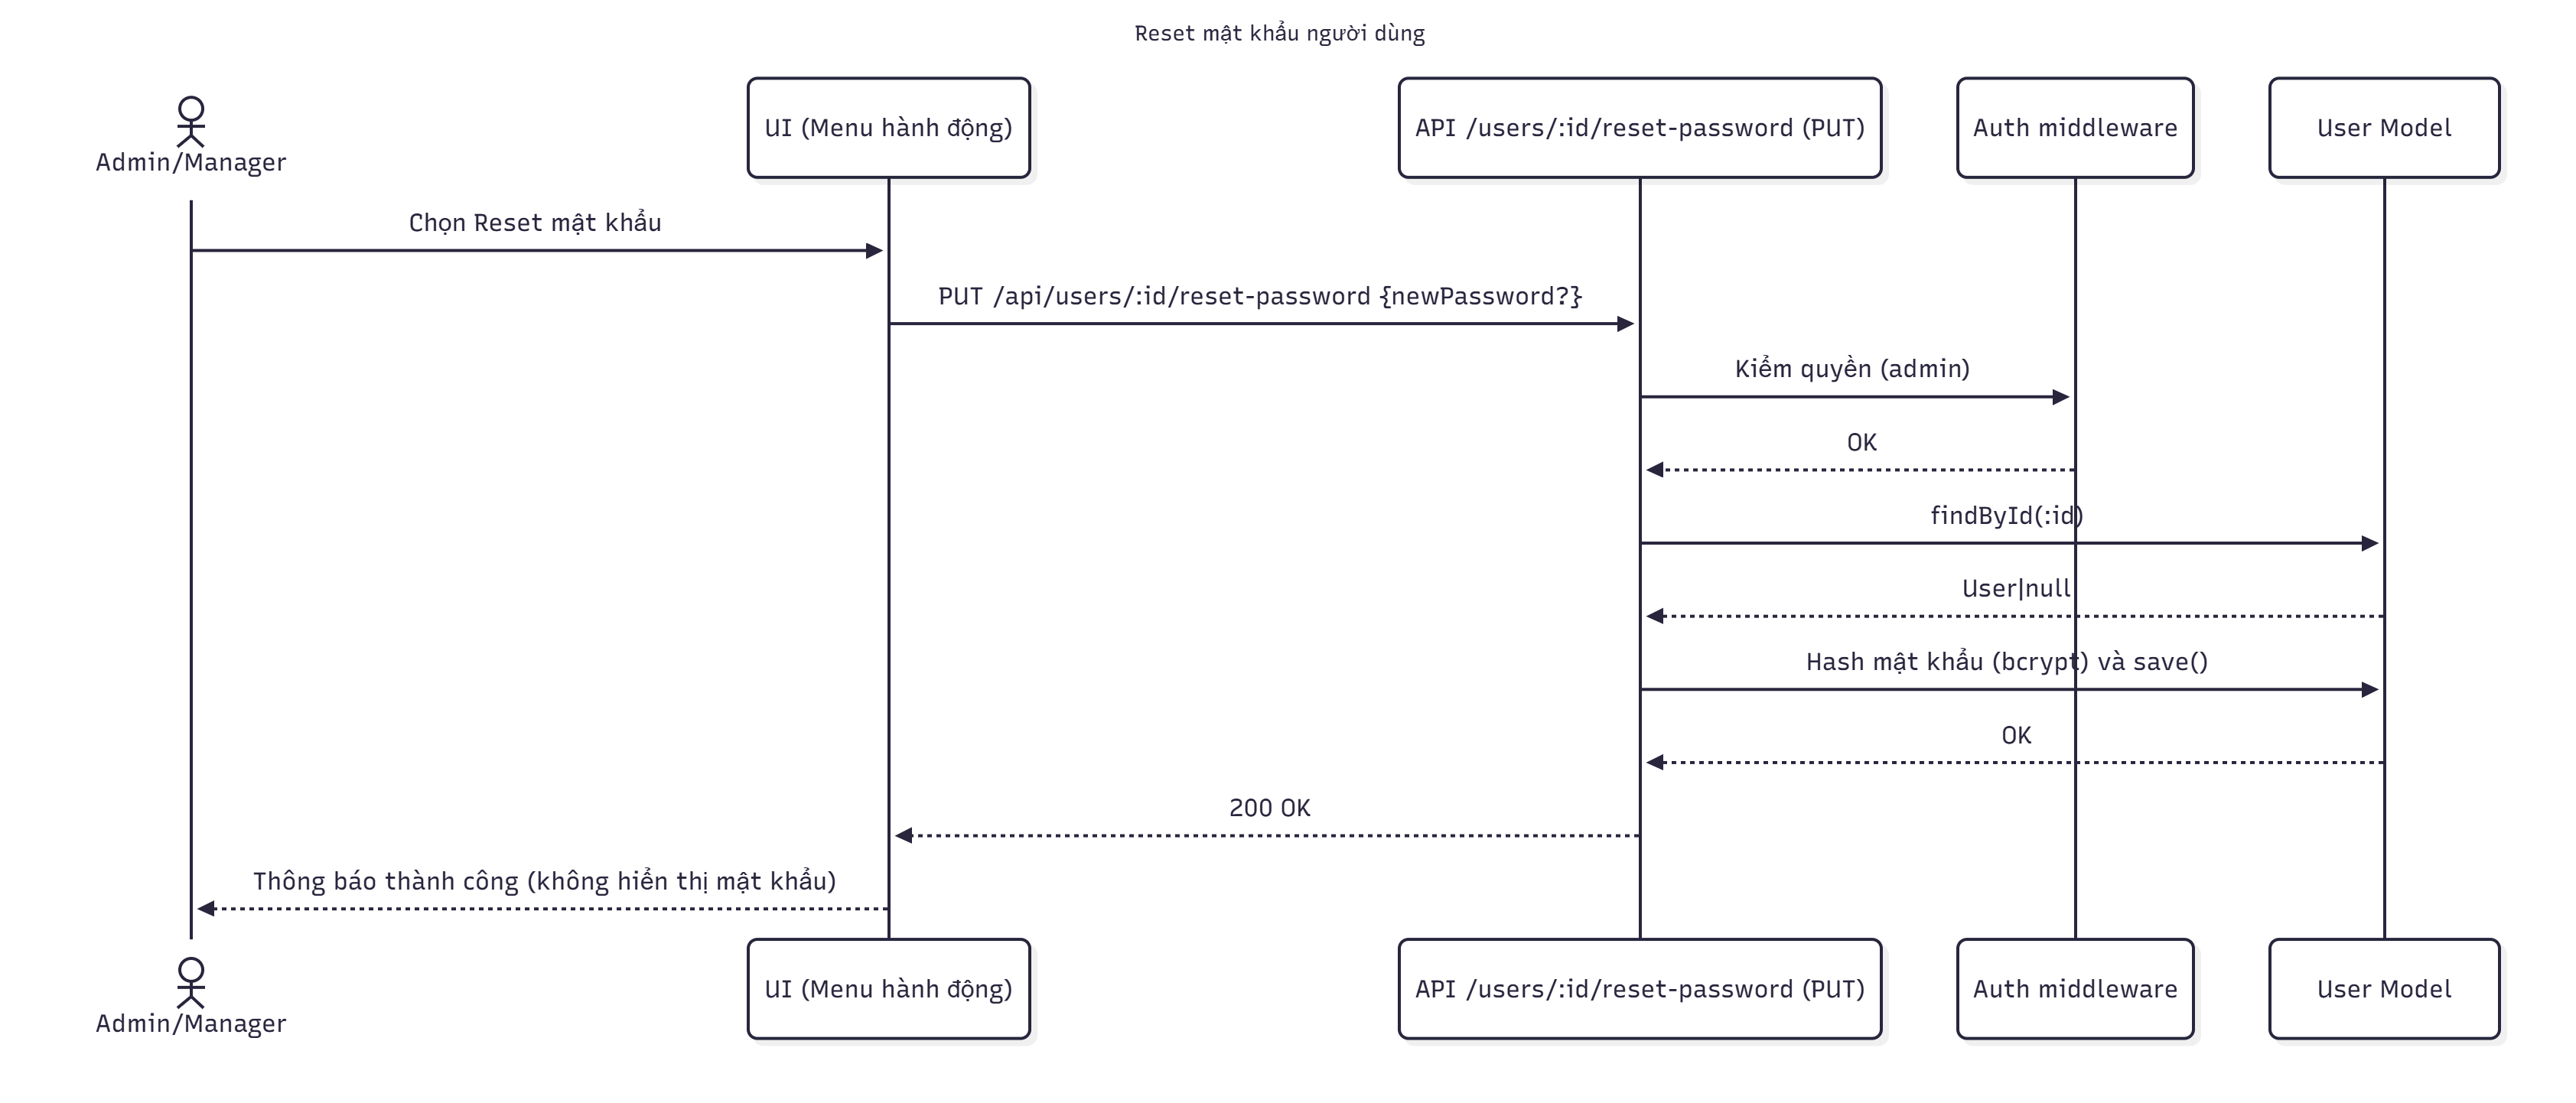 Reset mật khẩu người dùng
Admin/Manager
UI (Menu hành động)
API /users/:id/reset-password (PUT)
Auth middleware
User Model
Chọn Reset mật khẩu
PUT /api/users/:id/reset-password {newPassword?}
Kiểm quyền (admin)
OK
findById(:id)
User|null
Hash mật khẩu (bcrypt) và save()
OK
200 OK
Thông báo thành công (không hiển thị mật khẩu)
Admin/Manager
UI (Menu hành động)
API /users/:id/reset-password (PUT)
Auth middleware
User Model